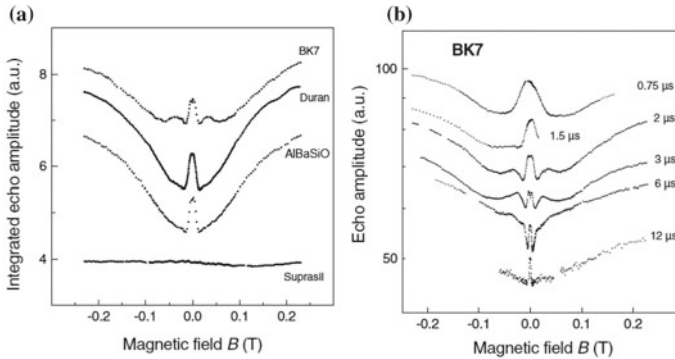 (a)
Integrated echo amplitude (a.u.)
8
6
4
BK7
Duran
AlBaSiO
Suprasil
-0.2 -0.1 0.0 0.1 0.2
Magnetic field B (T)
(b)
BK7
Echo amplitude (a.u.)
100
50
0.75 µs
1.5 µs
2 µs
3 µs
6 µs
12 µs
-0.2 -0.1 0.0 0.1 0.2
Magnetic field B (T)